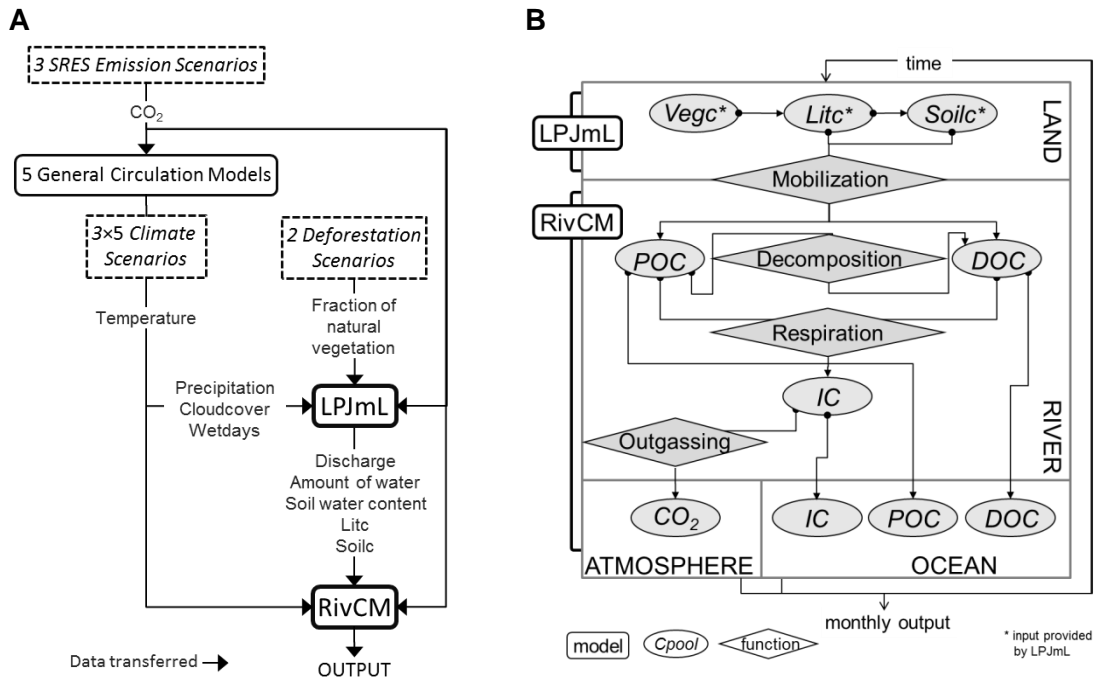 A
3 SRES Emission Scenarios
CO2
5 General Circulation Models
3×5 Climate
Scenarios
2 Deforestation
Scenarios
Temperature
Fraction of
natural
vegetation
Precipitation
Cloudcover
Wetdays
LPJmL
Discharge
Amount of water
Soil water content
Litc
Soilc
RivCM
Data transferred
OUTPUT
B
time
LPJmL
Vegc*
Litc*
Soilc*
LAND
Mobilization
RivCM
POC
Decomposition
DOC
Respiration
IC
Outgassing
RIVER
CO2
IC
POC
DOC
ATMOSPHERE
OCEAN
monthly output
model
Cpool
function
* input provided
by LPJmL